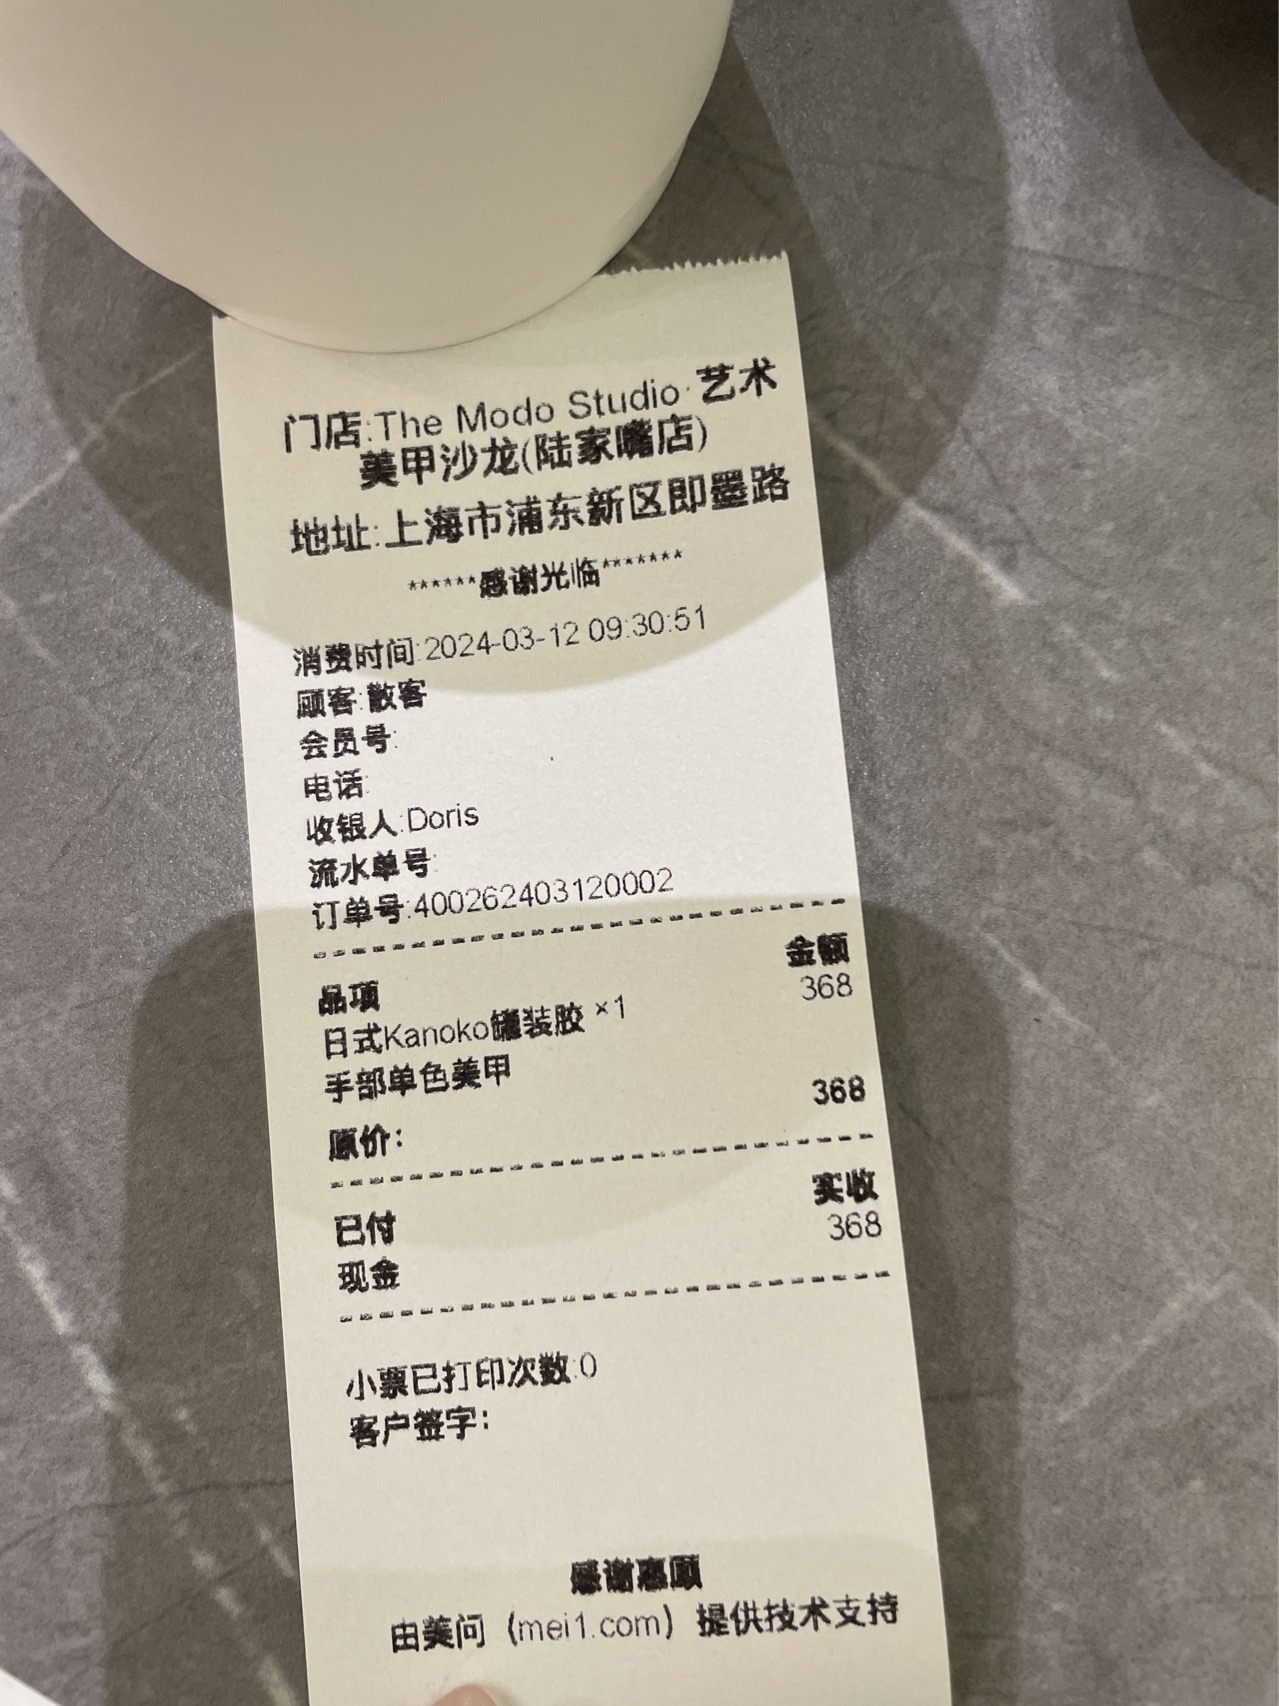 门店:The Modo Studio·艺术
美甲沙龙(陆家嘴店)
地址:上海市浦东新区即墨路
******感谢光临*******
消费时间:2024-03-12 09:30:51
顾客:散客
会员号:
电话:
收银人:Doris
流水单号:
订单号:400262403120002
品项 金额
日式Kanoko罐装胶 ×1 368
手部单色美甲
原价： 368
已付 实收
现金 368
小票已打印次数:0
客户签字：
感谢惠顾
由美问（mei1.com）提供技术支持